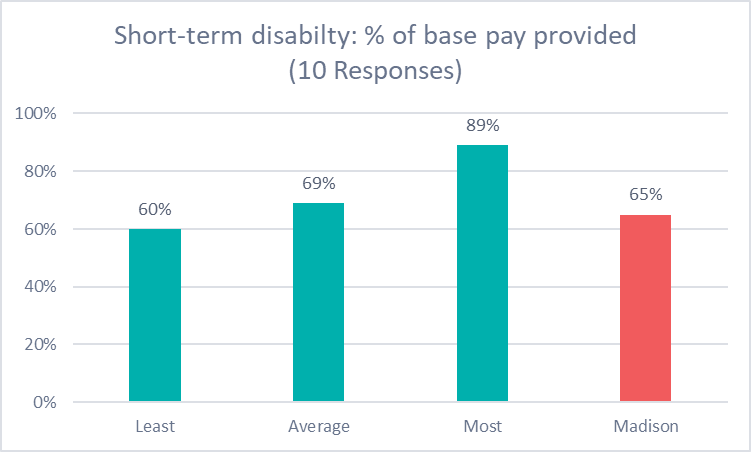 Short-term disabilty: % of base pay provided
(10 Responses)
100%
89%
80%
69%
65%
60%
60%
40%
20%
0%
Least
Average
Most
Madison